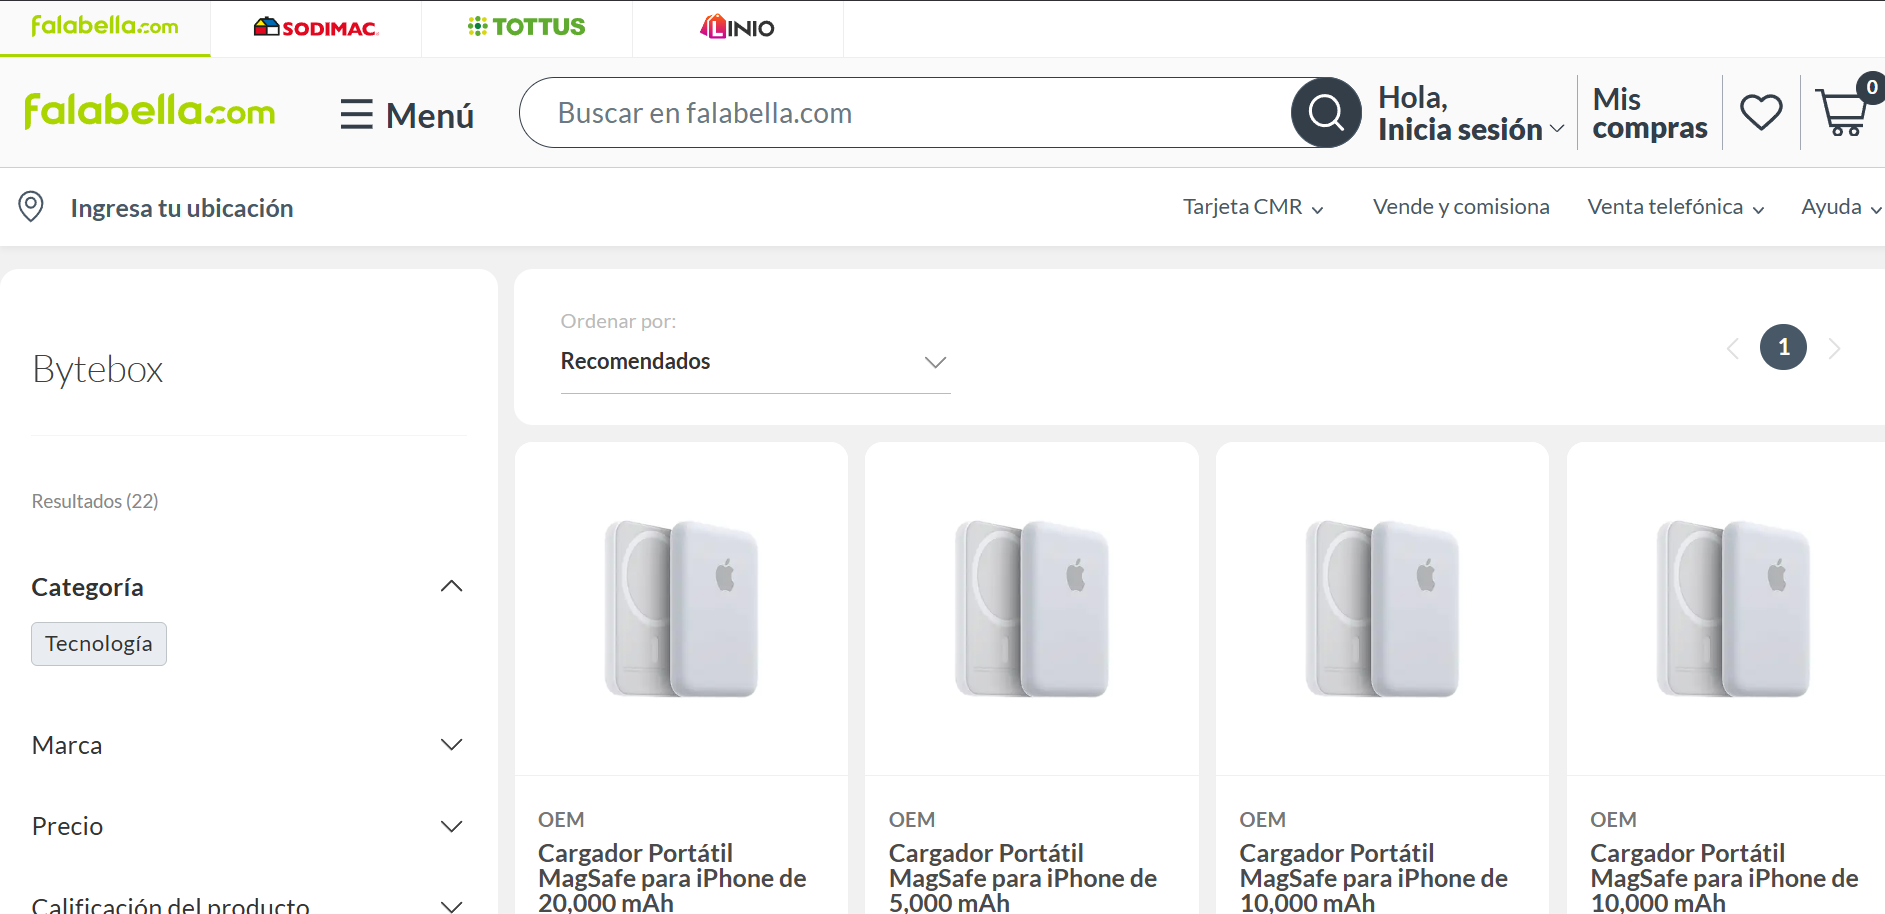 falabella.com
SODIMAC
TOTTUS
LINIO
falabella.com
Menú
Buscar en falabella.com
Hola,
Inicia sesión
Mis
compras
0
Ingresa tu ubicación
Tarjeta CMR
Vende y comisiona
Venta telefónica
Ayuda
Bytebox
Resultados (22)
Categoría
Tecnología
Marca
Precio
Calificación del producto
Ordenar por:
Recomendados
1
OEM
Cargador Portátil
MagSafe para iPhone de
20,000 mAh
OEM
Cargador Portátil
MagSafe para iPhone de
5,000 mAh
OEM
Cargador Portátil
MagSafe para iPhone de
10,000 mAh
OEM
Cargador Portátil
MagSafe para iPhone de
10,000 mAh